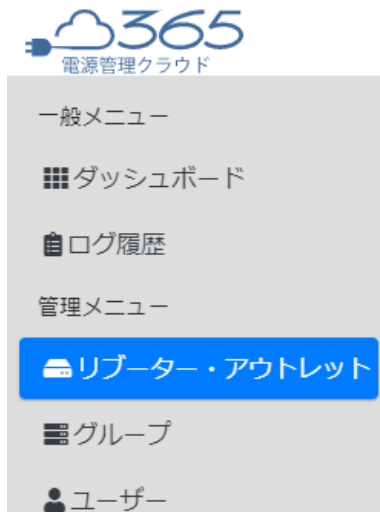 365
電源管理クラウド
一般メニュー
ダッシュボード
ログ履歴
管理メニュー
リブーター・アウトレット
グループ
ユーザー